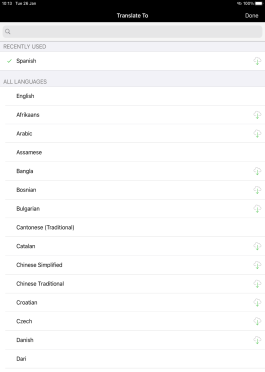 10:13 Tue 26 Jan
100%
Translate To
Done
RECENTLY USED
Spanish
ALL LANGUAGES
English
Afrikaans
Arabic
Assamese
Bangla
Bosnian
Bulgarian
Cantonese (Traditional)
Catalan
Chinese Simplified
Chinese Traditional
Croatian
Czech
Danish
Dari